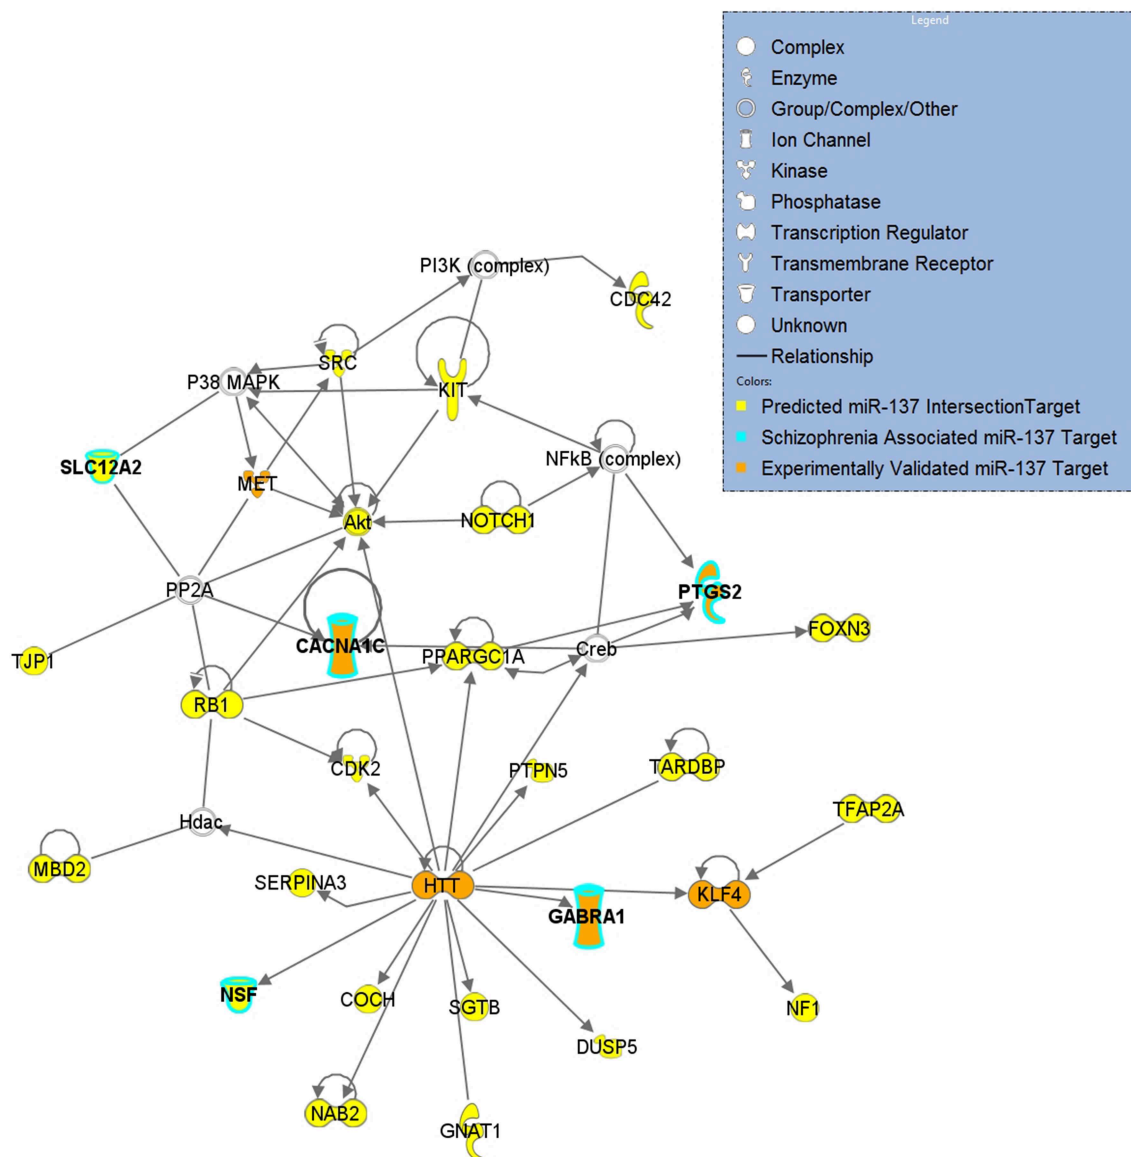 Legend
Complex
Enzyme
Group/Complex/Other
Ion Channel
Kinase
Phosphatase
Transcription Regulator
Transmembrane Receptor
Transporter
Unknown
Relationship
Colors:
Predicted miR-137 IntersectionTarget
Schizophrenia Associated miR-137 Target
Experimentally Validated miR-137 Target
PI3K (complex)
CDC42
SRC
P38 MAPK
KIT
SLC12A2
NFkB (complex)
MET
Akt
NOTCH1
PP2A
PTGS2
CACNA1C
PPARGC1A
Creb
FOXN3
TJP1
RB1
CDK2
PTPN5
TARDBP
Hdac
TFAP2A
MBD2
SERPINA3
HTT
KLF4
GABRA1
NSF
COCH
SGTB
NF1
DUSP5
NAB2
GNAT1